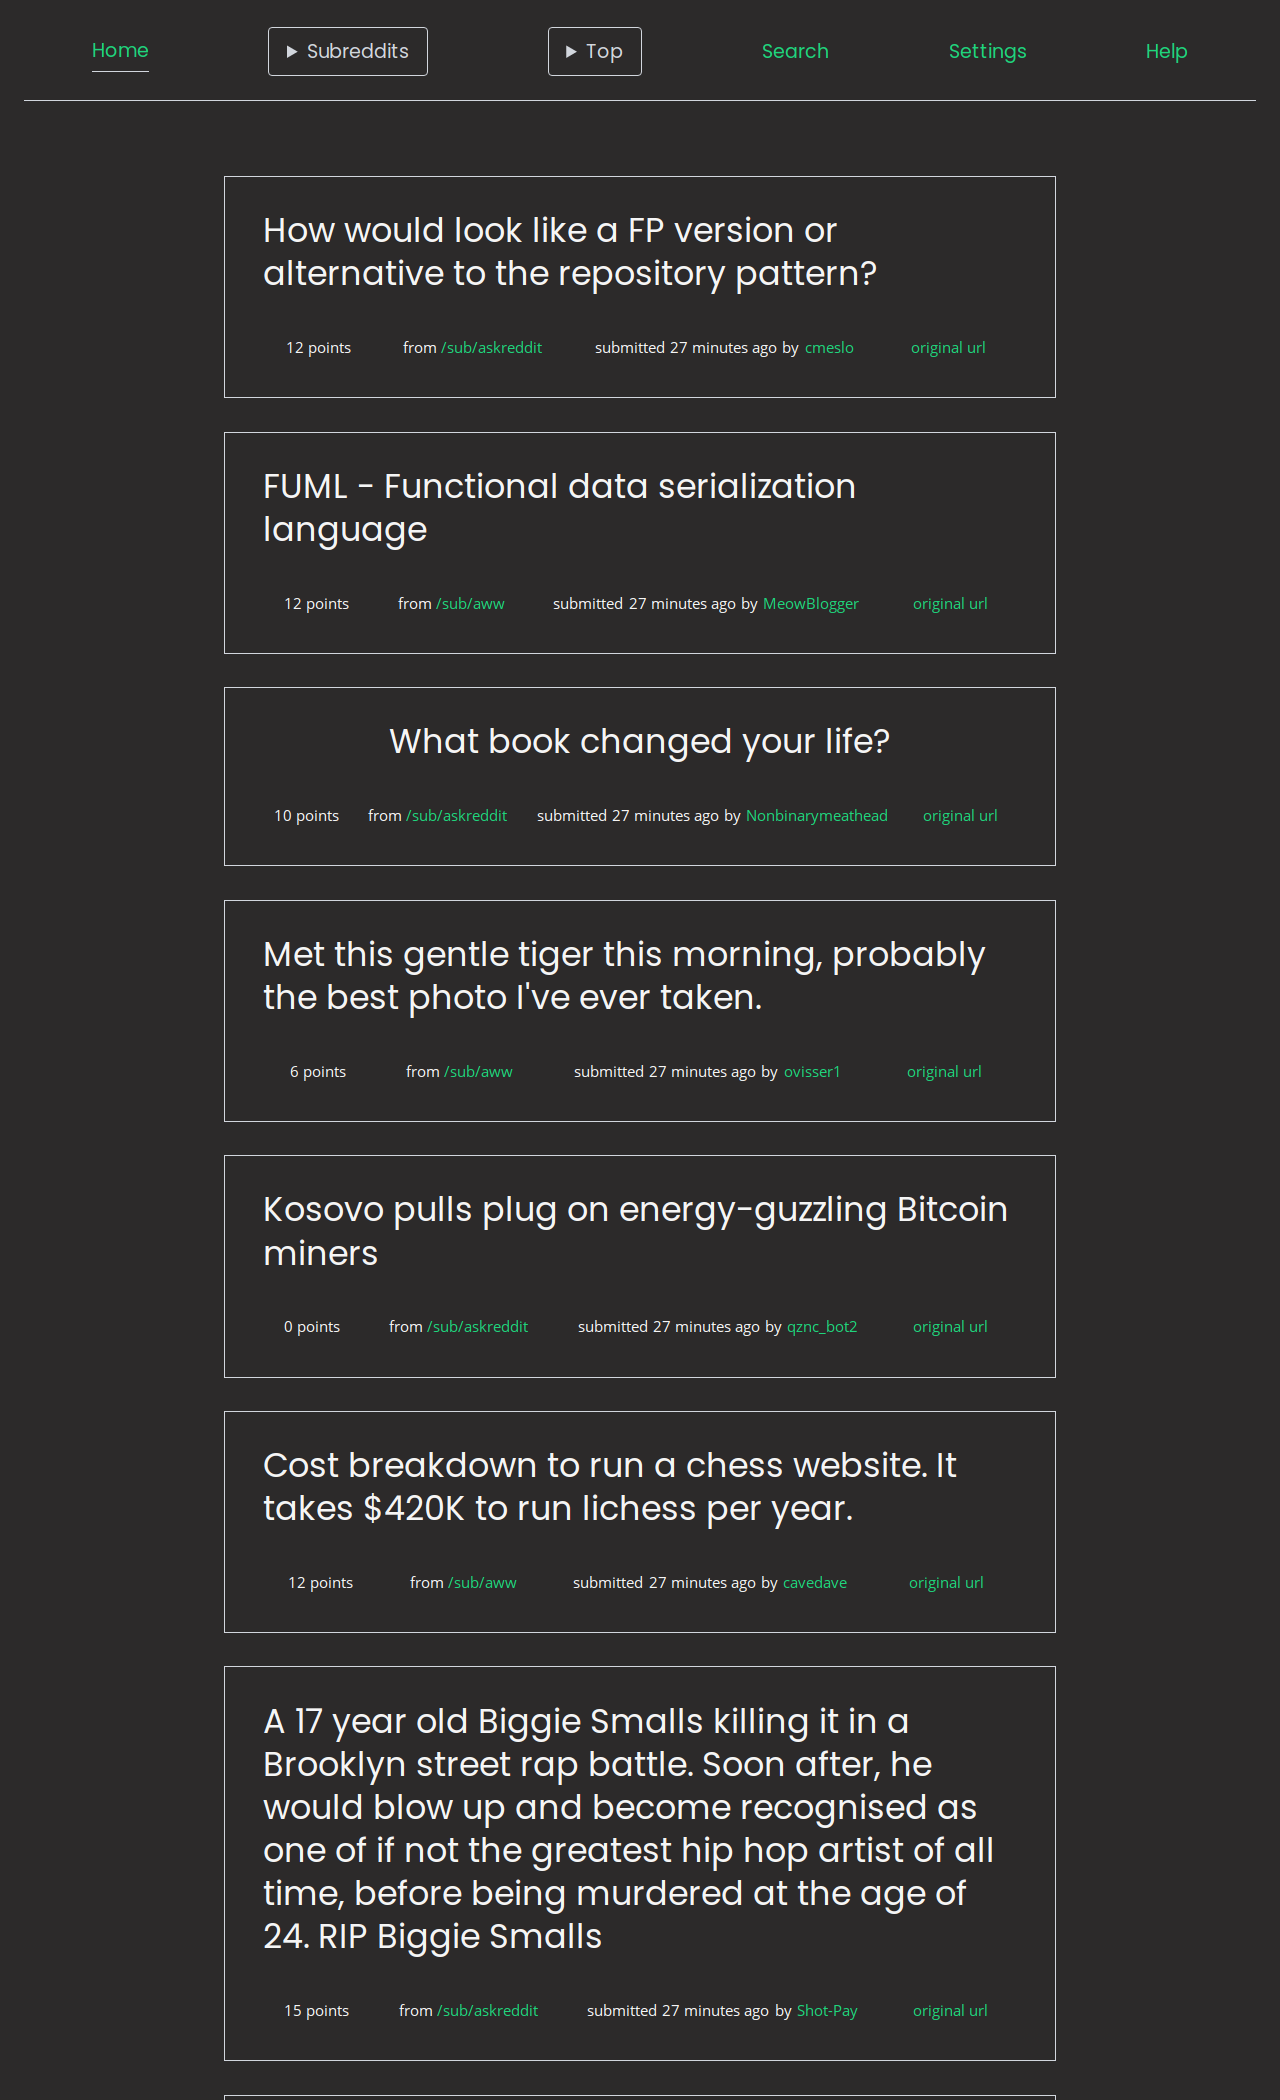 Home
▶ Subreddits
▶ Top
Search
Settings
Help
How would look like a FP version or
alternative to the repository pattern?
12 points from /sub/askreddit submitted 27 minutes ago by cmeslo original url
FUML - Functional data serialization
language
12 points from /sub/aww submitted 27 minutes ago by MeowBlogger original url
What book changed your life?
10 points from /sub/askreddit submitted 27 minutes ago by Nonbinarymeathead original url
Met this gentle tiger this morning, probably
the best photo I've ever taken.
6 points from /sub/aww submitted 27 minutes ago by ovisser1 original url
Kosovo pulls plug on energy-guzzling Bitcoin
miners
0 points from /sub/askreddit submitted 27 minutes ago by qznc_bot2 original url
Cost breakdown to run a chess website. It
takes $420K to run lichess per year.
12 points from /sub/aww submitted 27 minutes ago by cavedave original url
A 17 year old Biggie Smalls killing it in a
Brooklyn street rap battle. Soon after, he
would blow up and become recognised as
one of if not the greatest hip hop artist of all
time, before being murdered at the age of
24. RIP Biggie Smalls
15 points from /sub/askreddit submitted 27 minutes ago by Shot-Pay original url